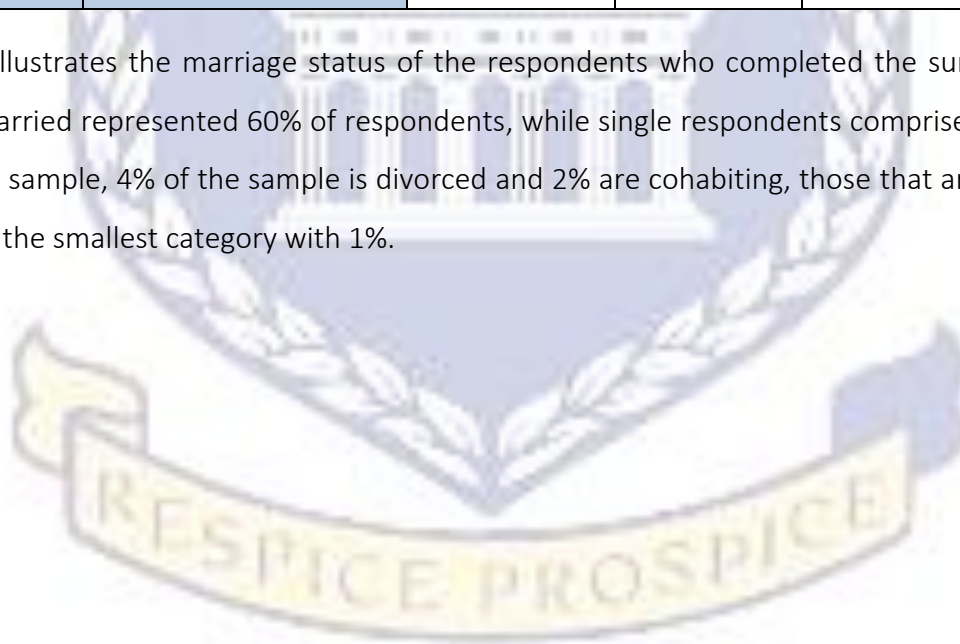 llustrates the marriage status of the respondents who completed the sur
arried represented 60% of respondents, while single respondents comprise
sample, 4% of the sample is divorced and 2% are cohabiting, those that ar
the smallest category with 1%.
RESPICE PROSPICE